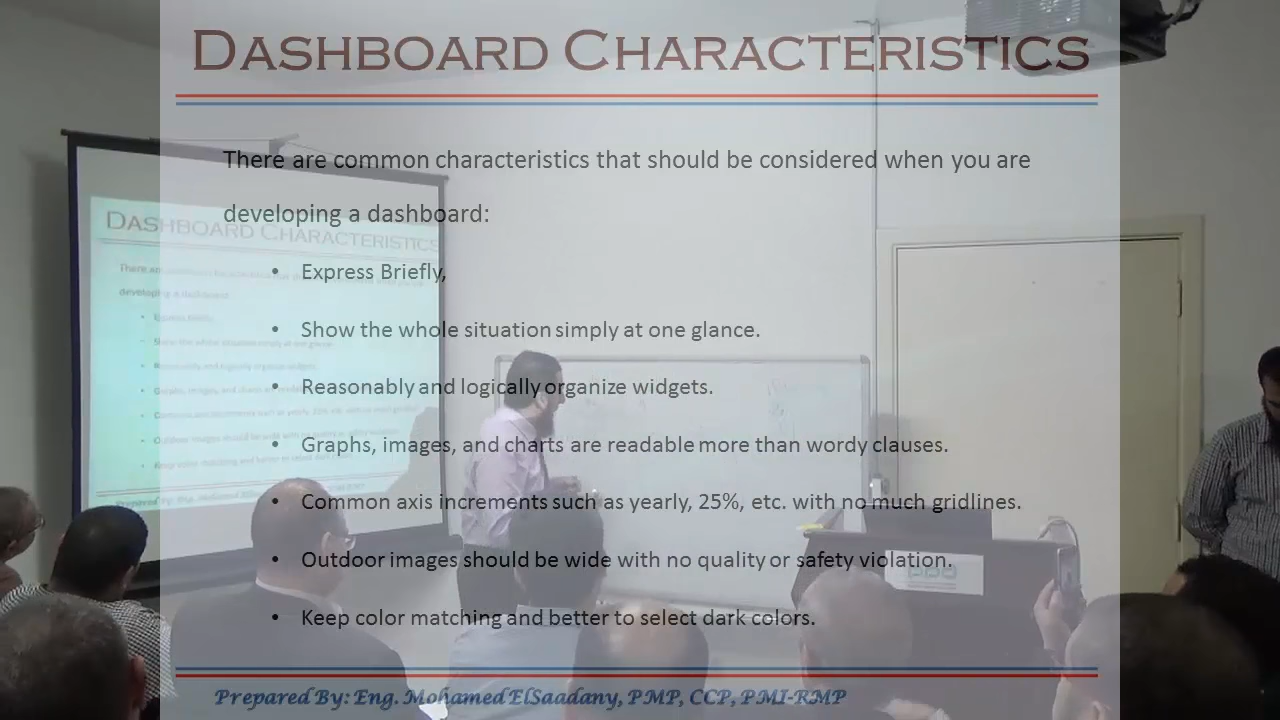 DASHBOARD CHARACTERISTICS
There are common characteristics that should be considered when you are
developing a dashboard:
• Express Briefly,
• Show the whole situation simply at one glance.
• Reasonably and logically organize widgets.
• Graphs, images, and charts are readable more than wordy clauses.
• Common axis increments such as yearly, 25%, etc. with no much gridlines.
• Outdoor images should be wide with no quality or safety violation.
• Keep color matching and better to select dark colors.
Prepared By: Eng. Mohamed ElSaadany, PMP, CCP, PMI-RMP
DASHBOARD CHARACTERISTICS